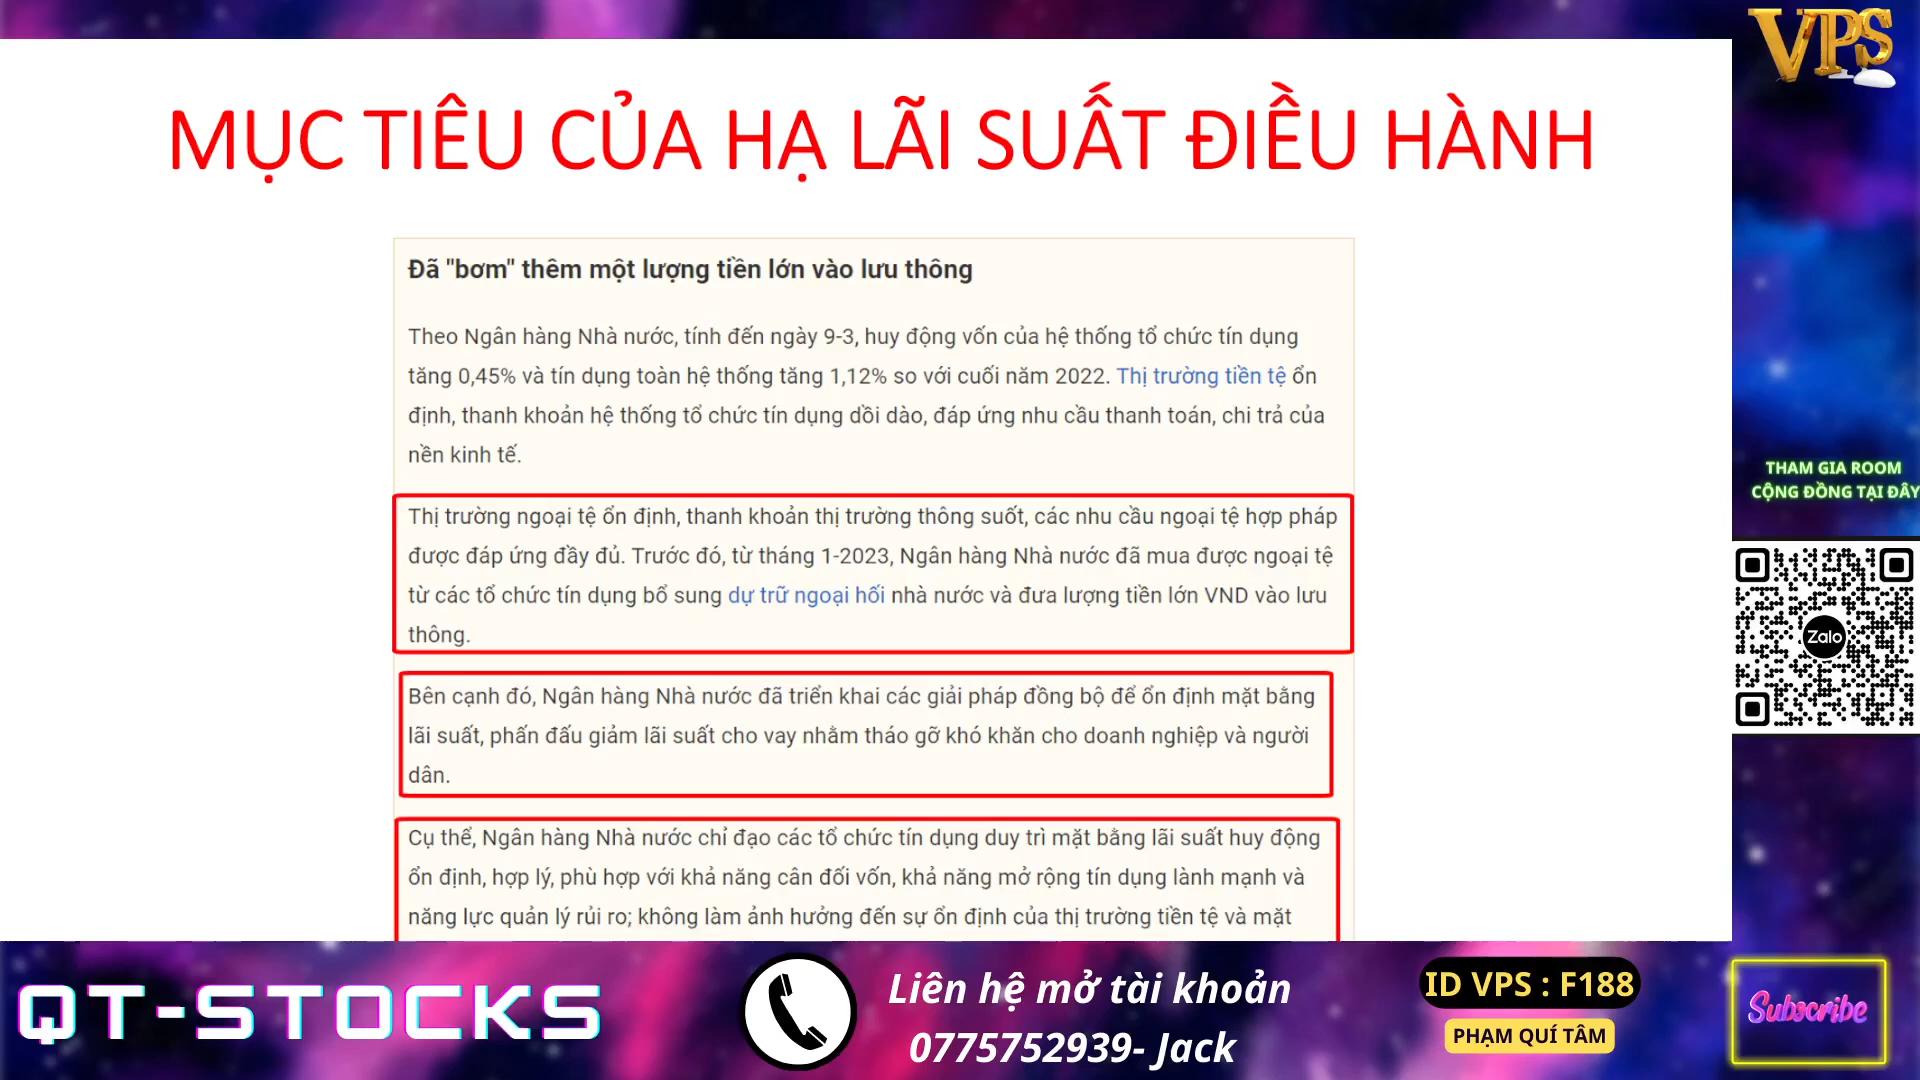 VPS
MỤC TIÊU CỦA HẠ LÃI SUẤT ĐIỀU HÀNH
Đã "bơm" thêm một lượng tiền lớn vào lưu thông
Theo Ngân hàng Nhà nước, tính đến ngày 9-3, huy động vốn của hệ thống tổ chức tín dụng
tăng 0,45% và tín dụng toàn hệ thống tăng 1,12% so với cuối năm 2022. Thị trường tiền tệ ổn
định, thanh khoản hệ thống tổ chức tín dụng dồi dào, đáp ứng nhu cầu thanh toán, chi trả của
nền kinh tế.
Thị trường ngoại tệ ổn định, thanh khoản thị trường thông suốt, các nhu cầu ngoại tệ hợp pháp
được đáp ứng đầy đủ. Trước đó, từ tháng 1-2023, Ngân hàng Nhà nước đã mua được ngoại tệ
từ các tổ chức tín dụng bổ sung dự trữ ngoại hối nhà nước và đưa lượng tiền lớn VND vào lưu
thông.
Bên cạnh đó, Ngân hàng Nhà nước đã triển khai các giải pháp đồng bộ để ổn định mặt bằng
lãi suất, phấn đấu giảm lãi suất cho vay nhằm tháo gỡ khó khăn cho doanh nghiệp và người
dân.
Cụ thể, Ngân hàng Nhà nước chỉ đạo các tổ chức tín dụng duy trì mặt bằng lãi suất huy động
ổn định, hợp lý, phù hợp với khả năng cân đối vốn, khả năng mở rộng tín dụng lành mạnh và
năng lực quản lý rủi ro; không làm ảnh hưởng đến sự ổn định của thị trường tiền tệ và mặt
THAM GIA ROOM
CỘNG ĐỒNG TẠI ĐÂY
Zalo
QT-STOCKS
Liên hệ mở tài khoản
0775752939- Jack
ID VPS : F188
PHẠM QUÍ TÂM
Subscribe